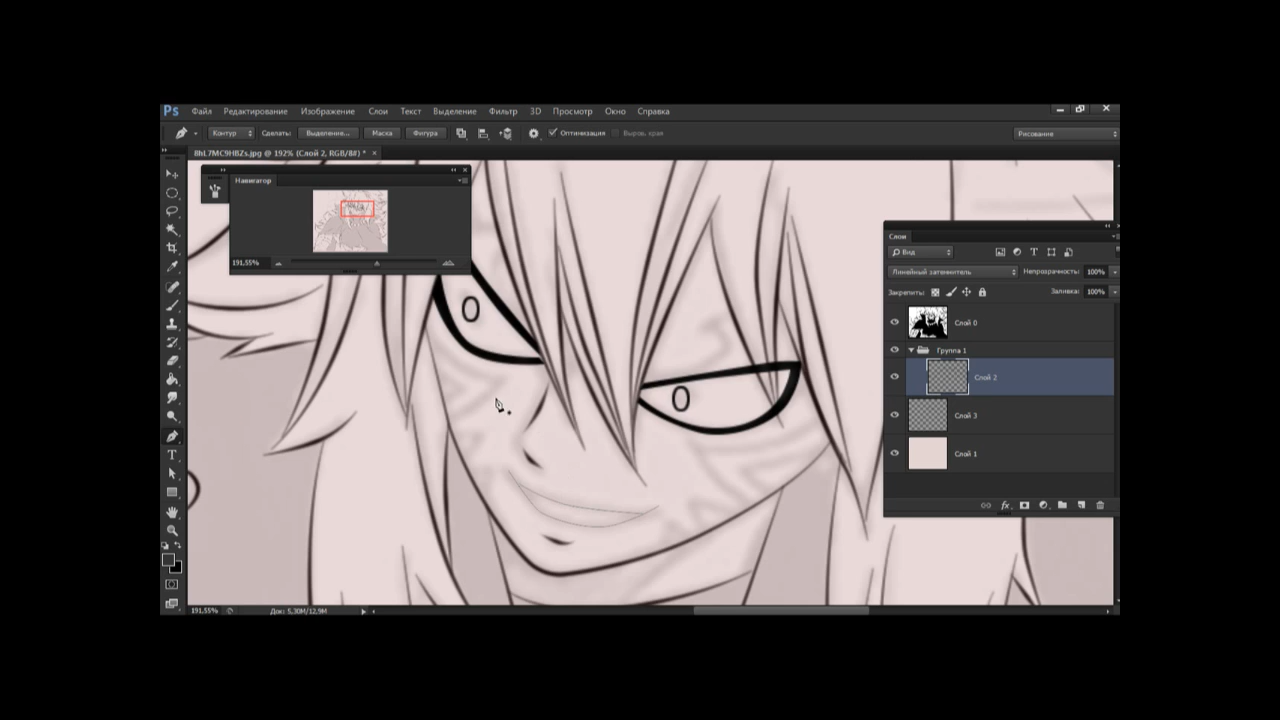 Ps Файл Редактирование Изображение Слои Текст Выделение Фильтр 3D Просмотр Окно Справка
Контур Сделать: Выделение... Маска Фигура Оптимизация Выров. края Рисование
8hL7MC9HBZs.jpg @ 192% (Слой 2, RGB/8#) *
Навигатор
191,55%
Слои
Вид
Линейный затемнитель Непрозрачность: 100%
Закрепить: Заливка: 100%
Слой 0
Группа 1
Слой 2
Слой 3
Слой 1
fx
T
191,55% Док: 5,30M/12,9M